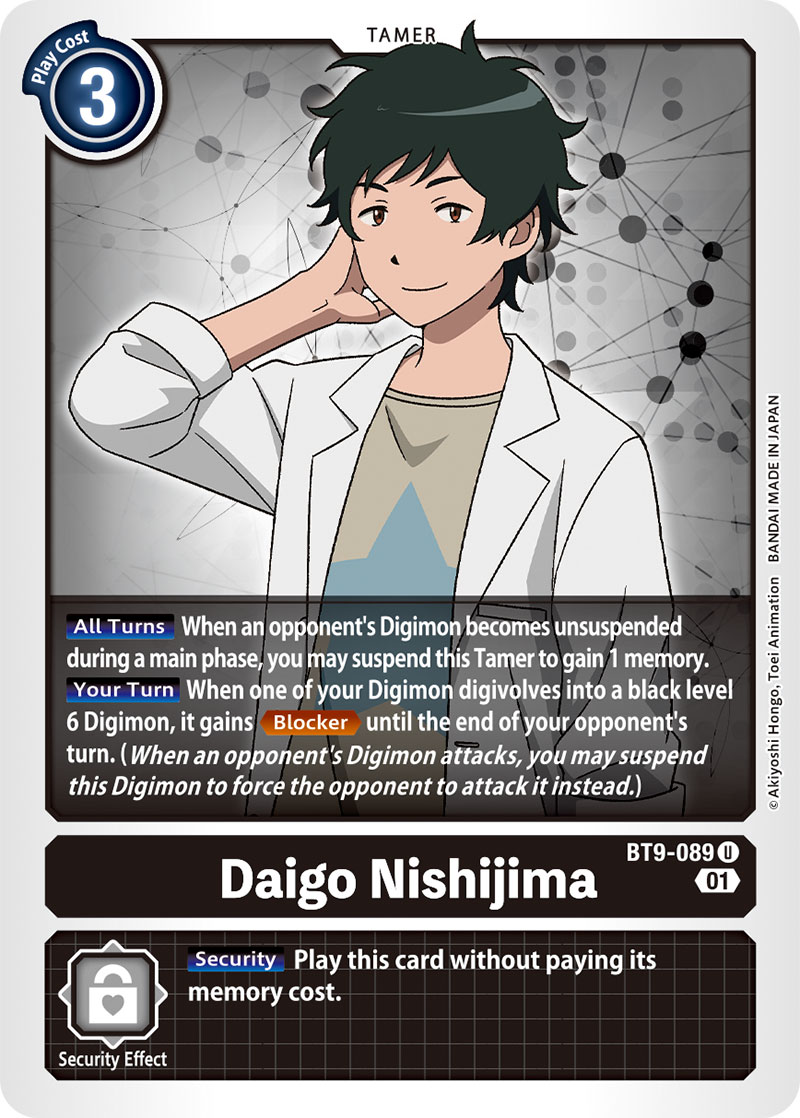 TAMER
Play Cost
3
All Turns When an opponent's Digimon becomes unsuspended
during a main phase, you may suspend this Tamer to gain 1 memory.
Your Turn When one of your Digimon digivolves into a black level
6 Digimon, it gains Blocker until the end of your opponent's
turn. (When an opponent's Digimon attacks, you may suspend
this Digimon to force the opponent to attack it instead.)
© Akiyoshi Hongo, Toei Animation BANDAI MADE IN JAPAN
BT9-089 U
Daigo Nishijima
01
Security Play this card without paying its
memory cost.
Security Effect